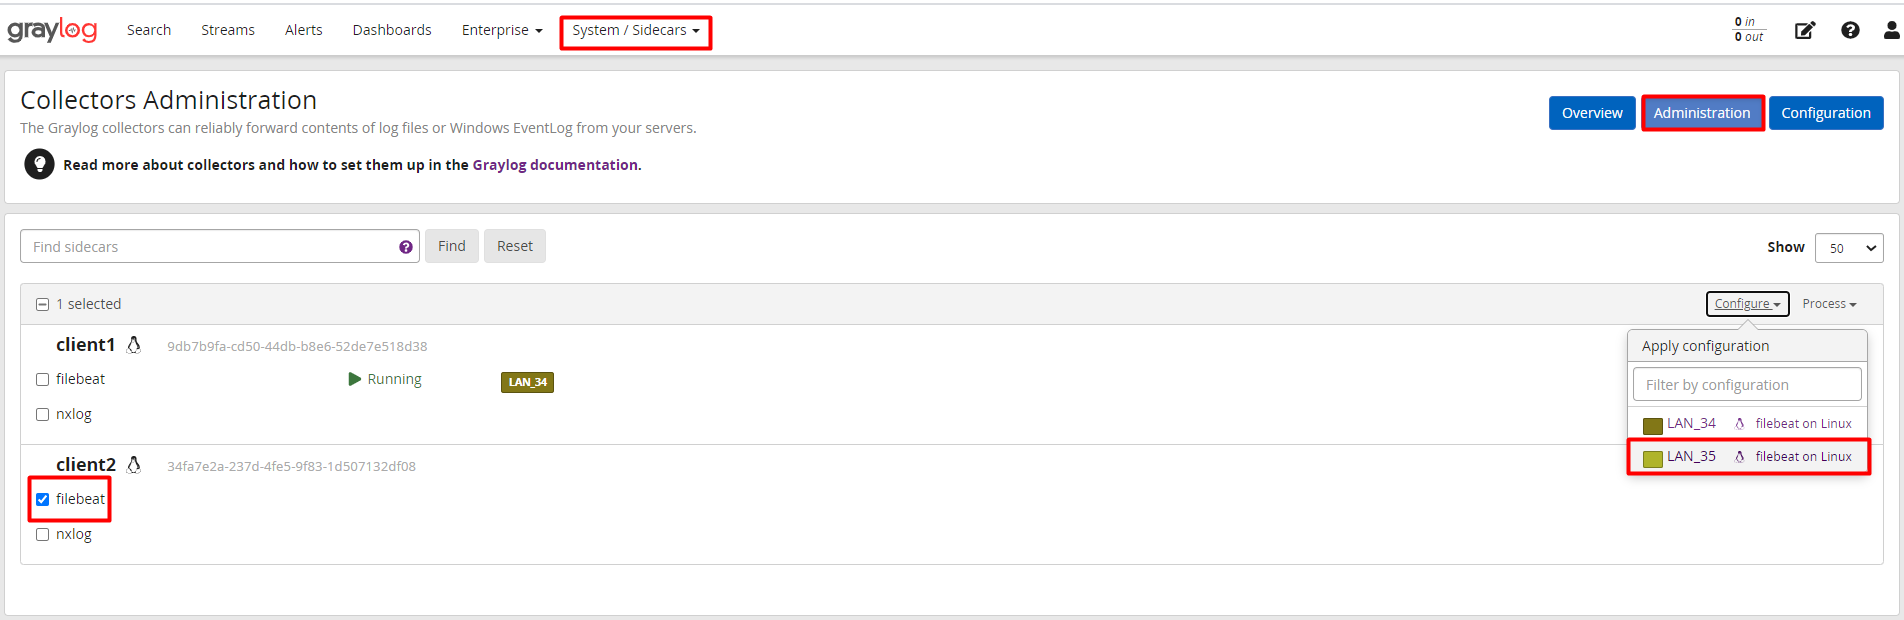 graylog Search Streams Alerts Dashboards Enterprise System / Sidecars 0 in
0 out
Collectors Administration
The Graylog collectors can reliably forward contents of log files or Windows EventLog from your servers.
Overview Administration Configuration
Read more about collectors and how to set them up in the Graylog documentation.
Find sidecars ? Find Reset Show 50
1 selected Configure Process
client1 9db7b9fa-cd50-44db-b8e6-52de7e518d38
filebeat Running LAN_34
nxlog
client2 34fa7e2a-237d-4fe5-9f83-1d507132df08
filebeat
nxlog
Apply configuration
Filter by configuration
LAN_34 filebeat on Linux
LAN_35 filebeat on Linux